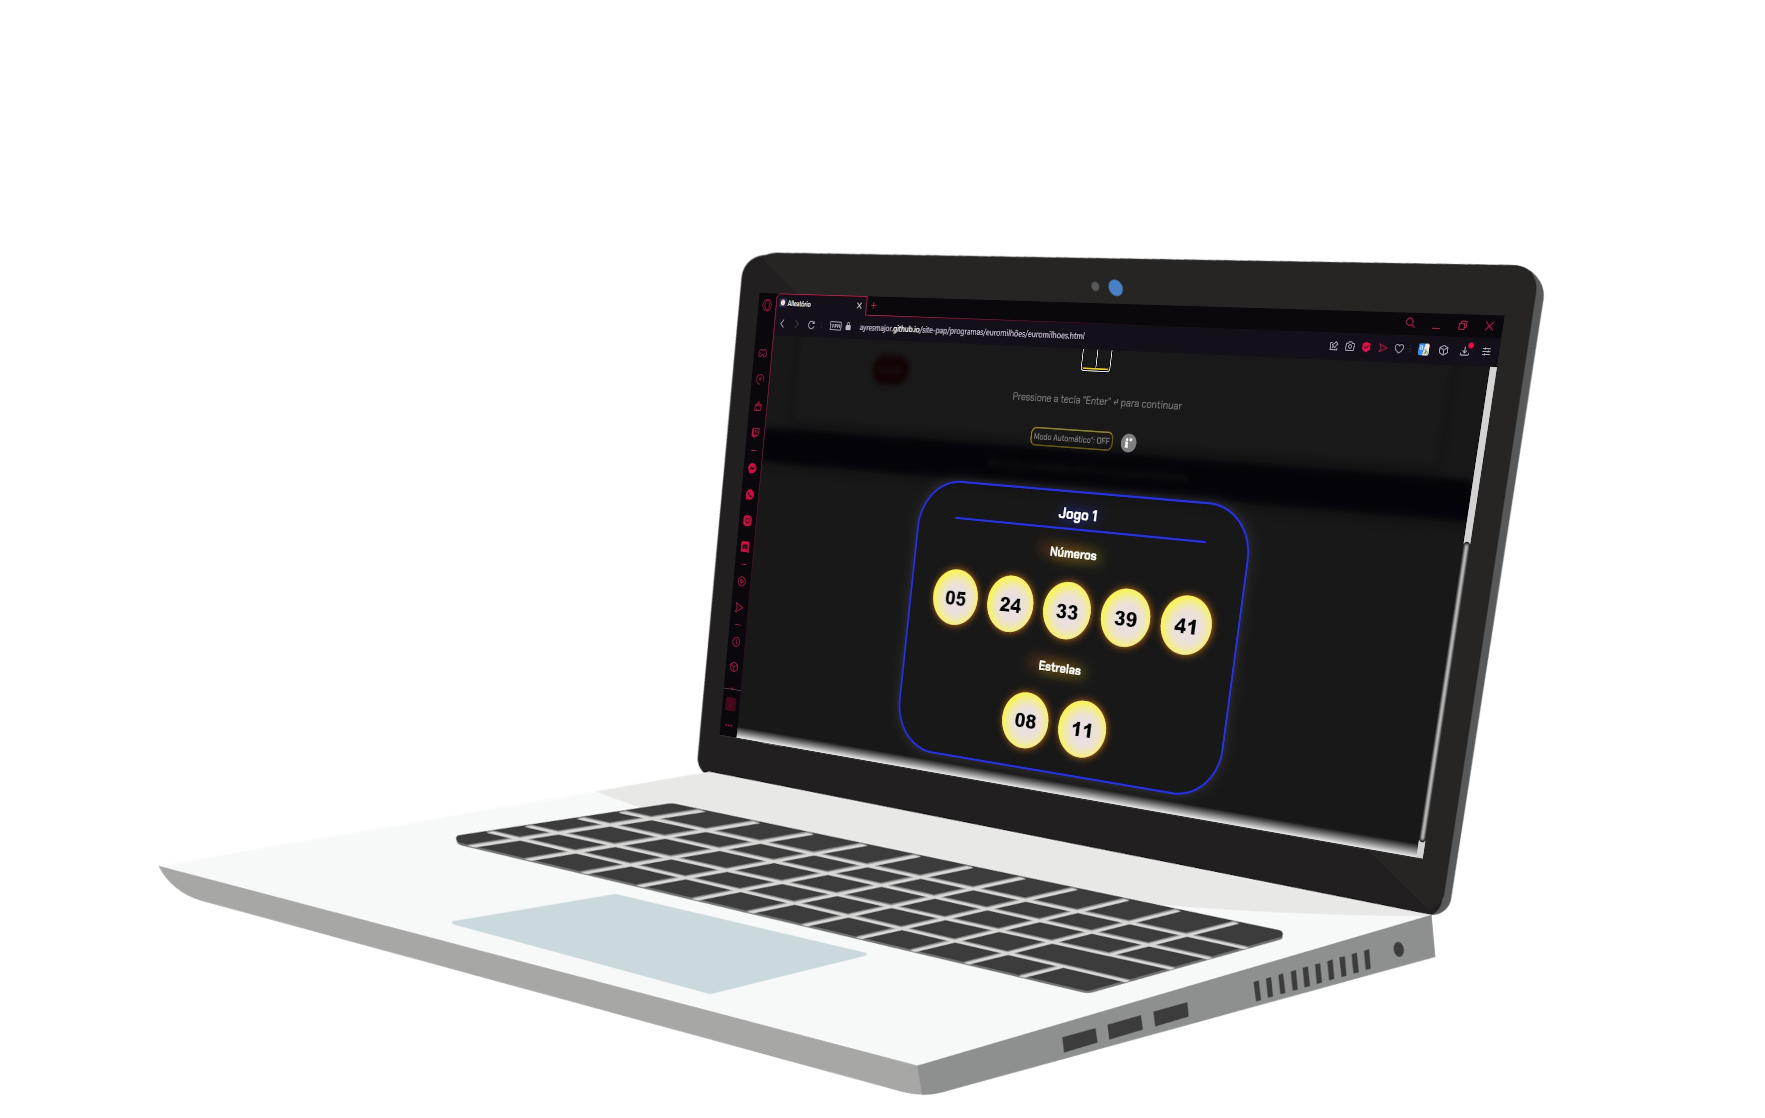 Alleatório
VPN
ayresmajor.github.io/site-pap/programas/euromilhões/euromilhoes.html
Pressione a tecla "Enter" ↵ para continuar
Modo Automático": OFF
Jogo 1
Números
05 24 33 39 41
Estrelas
08 11